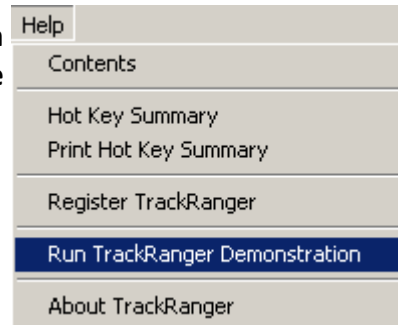 Help
Contents
Hot Key Summary
Print Hot Key Summary
Register TrackRanger
Run TrackRanger Demonstration
About TrackRanger